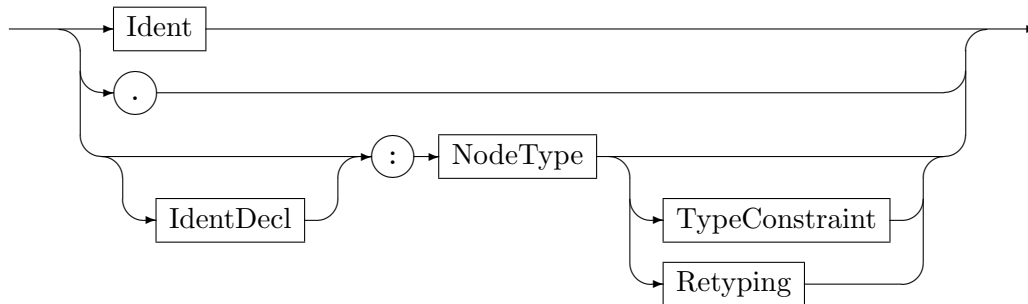 Ident
.
: NodeType
IdentDecl TypeConstraint
Retyping